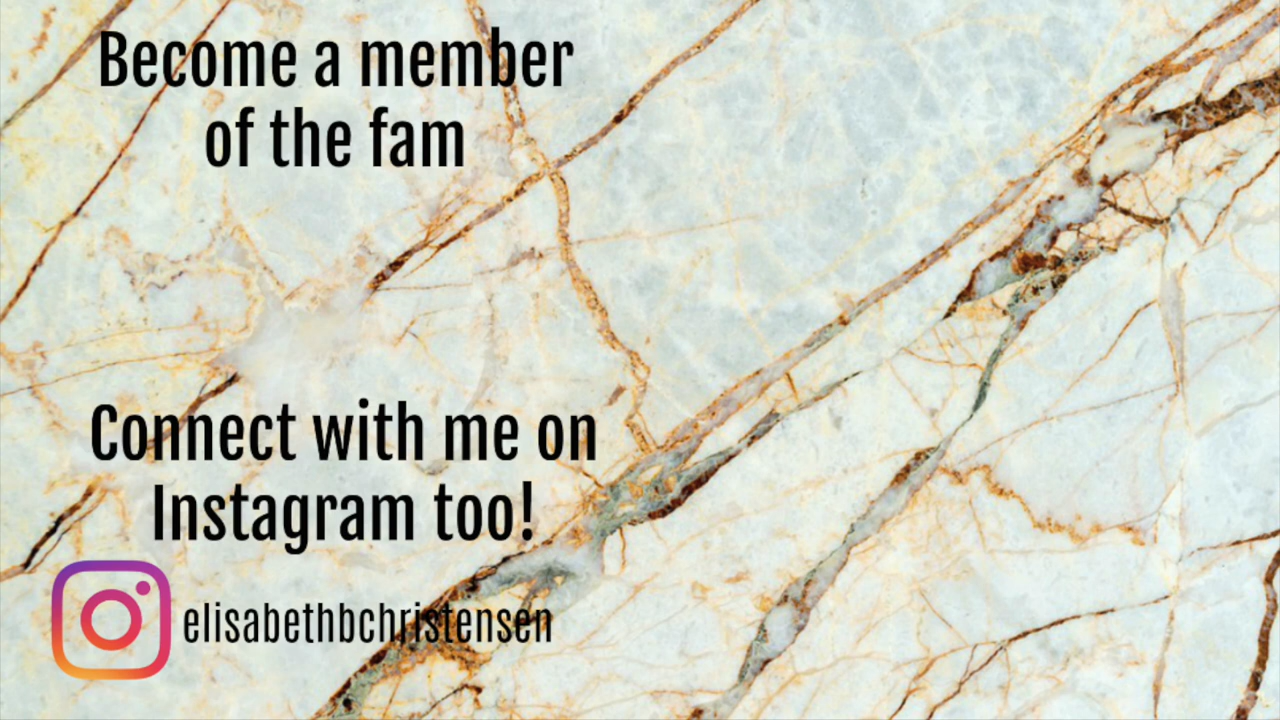 Become a member
of the fam
Connect with me on
Instagram too!
elisabethbchristensen